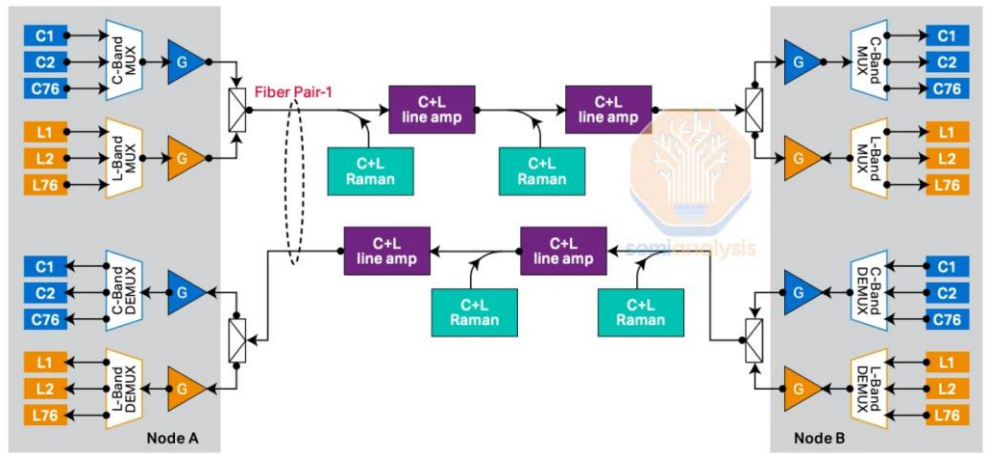 C1
C2
C76
C-Band
MUX
G
L1
L2
L76
L-Band
MUX
G
Fiber Pair-1
C+L
line amp
C+L
line amp
C+L
Raman
C+L
Raman
G
C-Band
MUX
C1
C2
C76
G
L-Band
MUX
L1
L2
L76
semianalysis
C1
C2
C76
C-Band
DEMUX
G
L1
L2
L76
L-Band
DEMUX
G
Node A
C+L
line amp
C+L
line amp
C+L
Raman
C+L
Raman
G
C-Band
DEMUX
C1
C2
C76
G
L-Band
DEMUX
L1
L2
L76
Node B